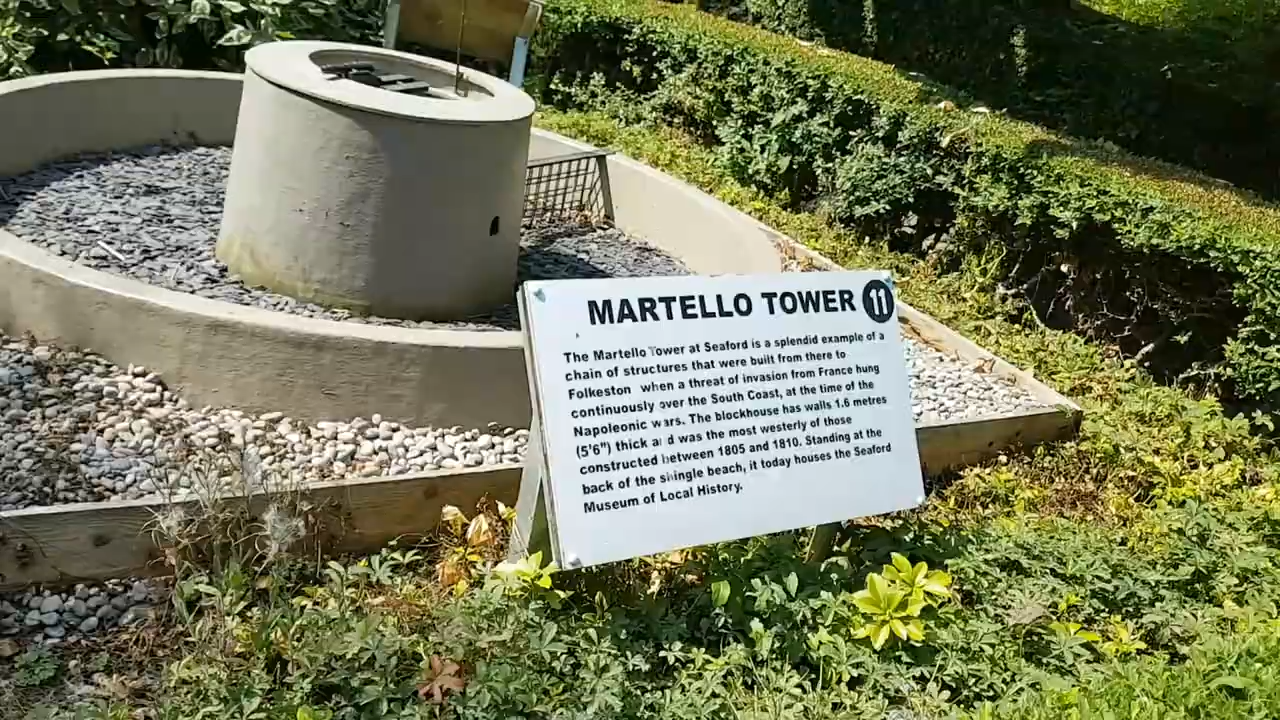 MARTELLO TOWER 11
The Martello Tower at Seaford is a splendid example of a
chain of structures that were built from there to
Folkeston when a threat of invasion from France hung
continuously over the South Coast, at the time of the
Napoleonic wars. The blockhouse has walls 1.6 metres
(5'6") thick and was the most westerly of those
constructed between 1805 and 1810. Standing at the
back of the shingle beach, it today houses the Seaford
Museum of Local History.